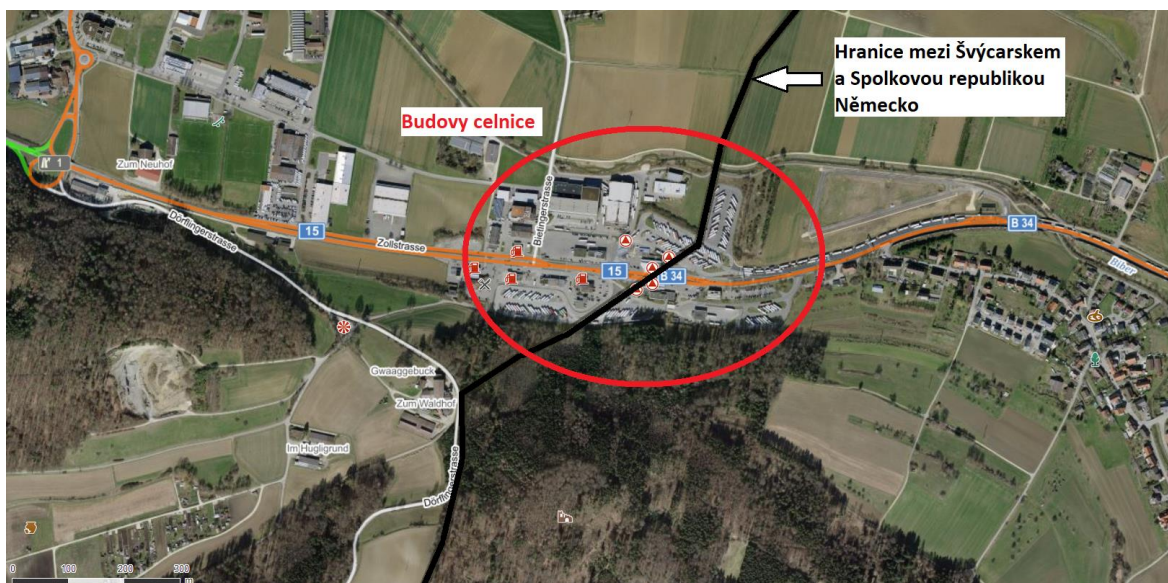 Hranice mezi Švýcarskem
a Spolkovou republikou
Německo
Budovy celnice
1
Zum Neuhof
Dörflingerstrasse
15
Zollstrasse
Bietingerstrasse
15
B 34
B 34
Biber
Gwaaggebuck
Zum Waldhof
Im Hugligrund
Dörflingerstrasse
0 100 200 300
m